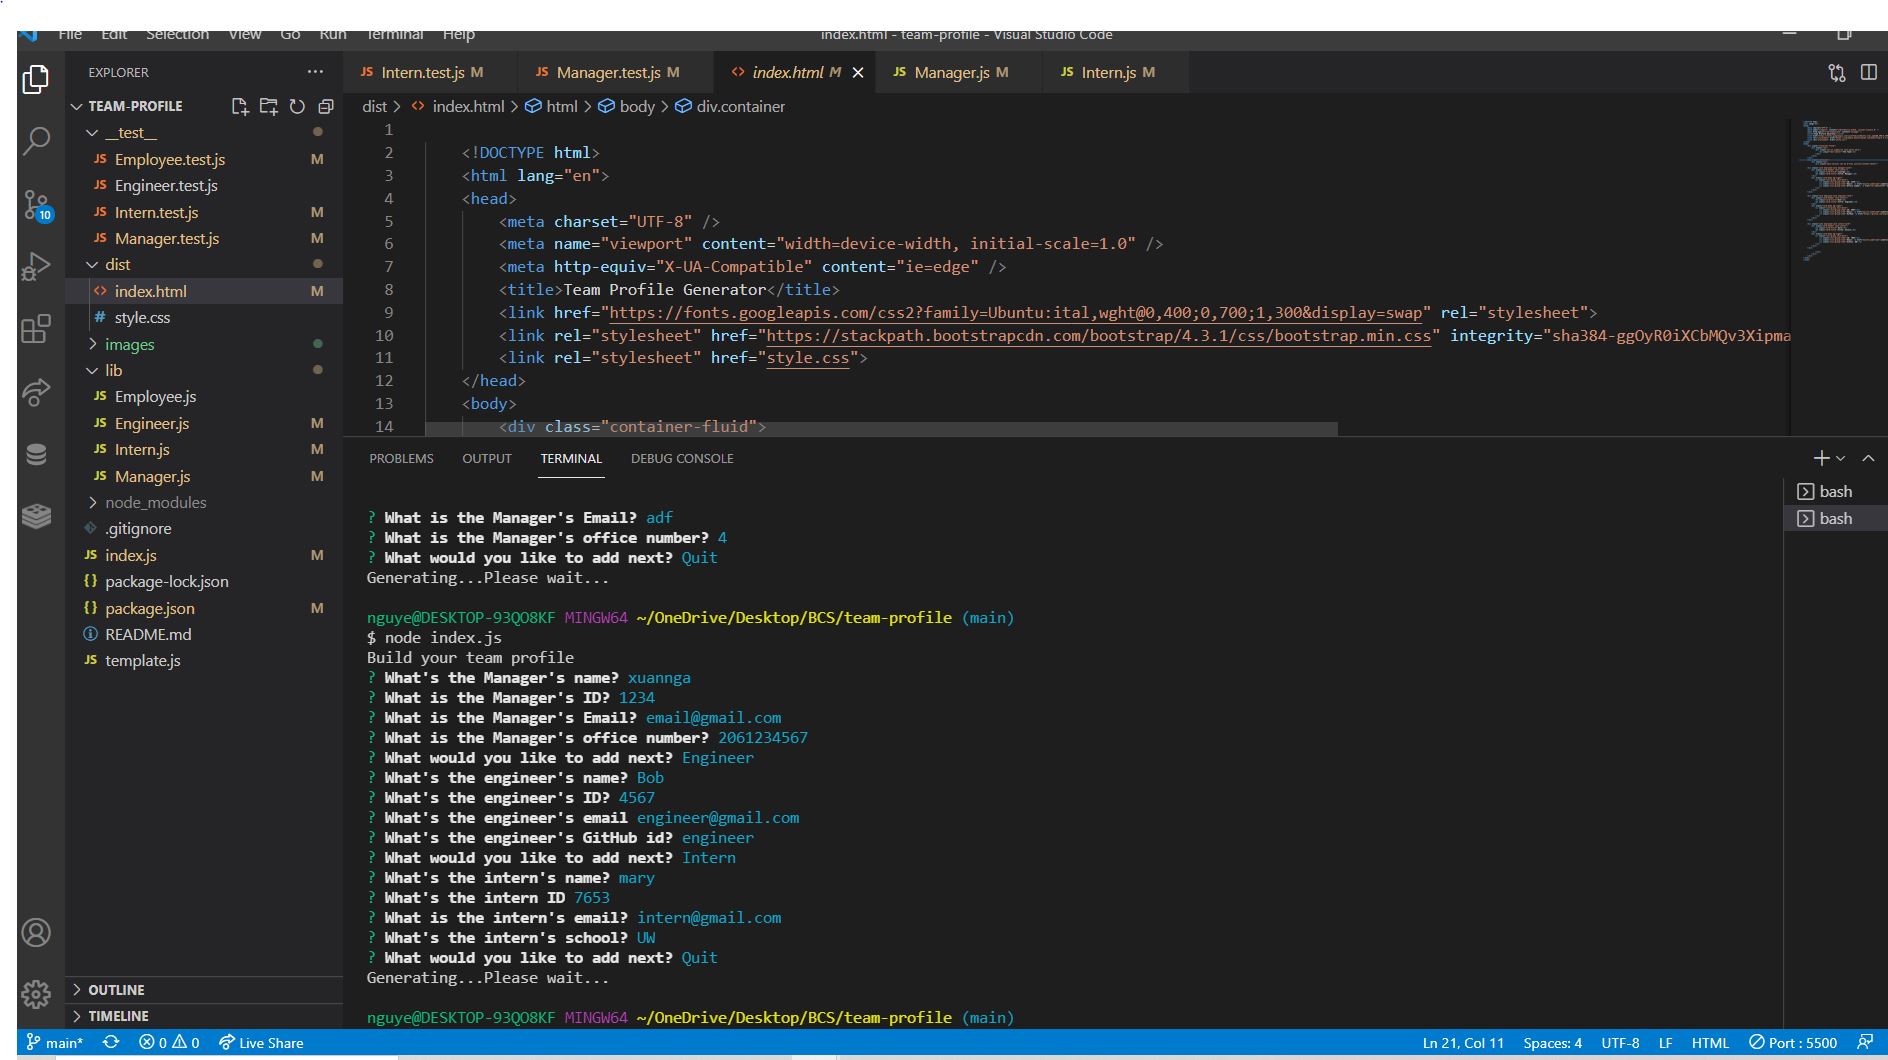 File Edit Selection View Go Run Terminal Help index.html - team-profile - Visual Studio Code
EXPLORER
TEAM-PROFILE
__test__
JS Employee.test.js M
JS Engineer.test.js
JS Intern.test.js M
JS Manager.test.js M
dist
<> index.html M
# style.css
images
lib
JS Employee.js
JS Engineer.js M
JS Intern.js M
JS Manager.js M
node_modules
.gitignore
JS index.js M
{} package-lock.json
{} package.json M
README.md
JS template.js
OUTLINE
TIMELINE
10
JS Intern.test.js M JS Manager.test.js M <> index.html M JS Manager.js M JS Intern.js M
dist > <> index.html > html > body > div.container
1
2 <!DOCTYPE html>
3 <html lang="en">
4 <head>
5 <meta charset="UTF-8" />
6 <meta name="viewport" content="width=device-width, initial-scale=1.0" />
7 <meta http-equiv="X-UA-Compatible" content="ie=edge" />
8 <title>Team Profile Generator</title>
9 <link href="https://fonts.googleapis.com/css2?family=Ubuntu:ital,wght@0,400;0,700;1,300&display=swap" rel="stylesheet">
10 <link rel="stylesheet" href="https://stackpath.bootstrapcdn.com/bootstrap/4.3.1/css/bootstrap.min.css" integrity="sha384-ggOyR0iXCbMQv3Xipma
11 <link rel="stylesheet" href="style.css">
12 </head>
13 <body>
14 <div class="container-fluid">
PROBLEMS OUTPUT TERMINAL DEBUG CONSOLE
bash
bash
? What is the Manager's Email? adf
? What is the Manager's office number? 4
? What would you like to add next? Quit
Generating...Please wait...
nguye@DESKTOP-93QO8KF MINGW64 ~/OneDrive/Desktop/BCS/team-profile (main)
$ node index.js
Build your team profile
? What's the Manager's name? xuannga
? What is the Manager's ID? 1234
? What is the Manager's Email? email@gmail.com
? What is the Manager's office number? 2061234567
? What would you like to add next? Engineer
? What's the engineer's name? Bob
? What's the engineer's ID? 4567
? What's the engineer's email engineer@gmail.com
? What's the engineer's GitHub id? engineer
? What would you like to add next? Intern
? What's the intern's name? mary
? What's the intern ID 7653
? What is the intern's email? intern@gmail.com
? What's the intern's school? UW
? What would you like to add next? Quit
Generating...Please wait...
nguye@DESKTOP-93QO8KF MINGW64 ~/OneDrive/Desktop/BCS/team-profile (main)
main* 0 0 Live Share Ln 21, Col 11 Spaces: 4 UTF-8 LF HTML Port : 5500